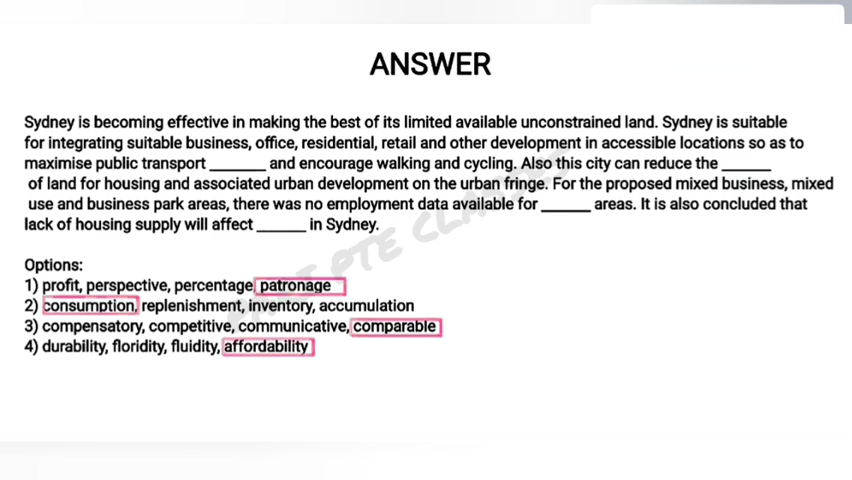 ANSWER
Sydney is becoming effective in making the best of its limited available unconstrained land. Sydney is suitable
for integrating suitable business, office, residential, retail and other development in accessible locations so as to
maximise public transport _______ and encourage walking and cycling. Also this city can reduce the ______
of land for housing and associated urban development on the urban fringe. For the proposed mixed business, mixed
use and business park areas, there was no employment data available for ______ areas. It is also concluded that
lack of housing supply will affect ______ in Sydney.
Options:
1) profit, perspective, percentage, patronage
2) consumption, replenishment, inventory, accumulation
3) compensatory, competitive, communicative, comparable
4) durability, floridity, fluidity, affordability
PTE CLASSES